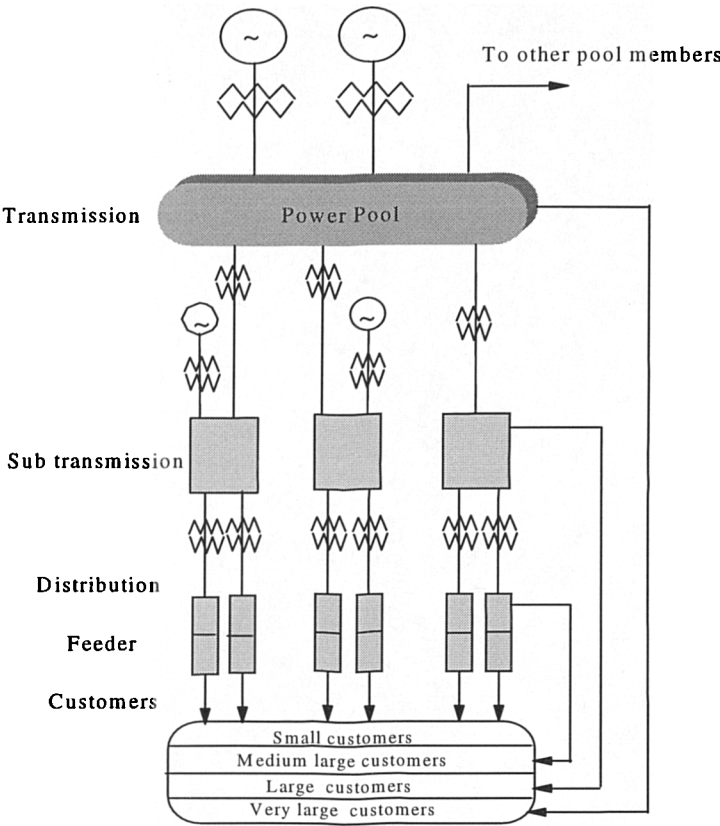 To other pool members
Transmission
Power Pool
Sub transmission
Distribution
Feeder
Customers
Small customers
Medium large customers
Large customers
Very large customers